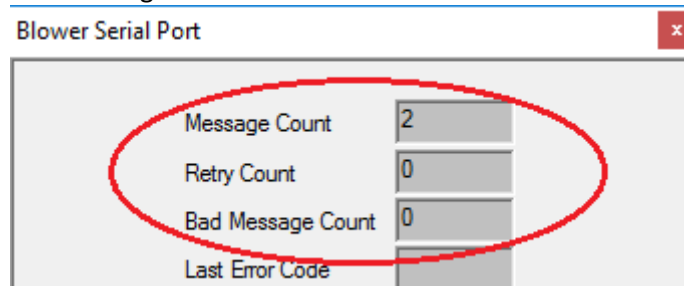 Blower Serial Port x
Message Count 2
Retry Count 0
Bad Message Count 0
Last Error Code